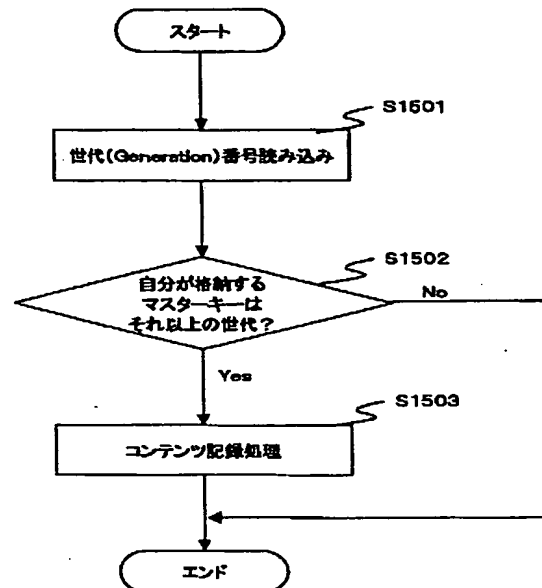 スタート
S1501
世代(Generation)番号読み込み
S1502
自分が格納する
マスターキーは
それ以上の世代?
No
Yes
S1503
コンテンツ記録処理
エンド